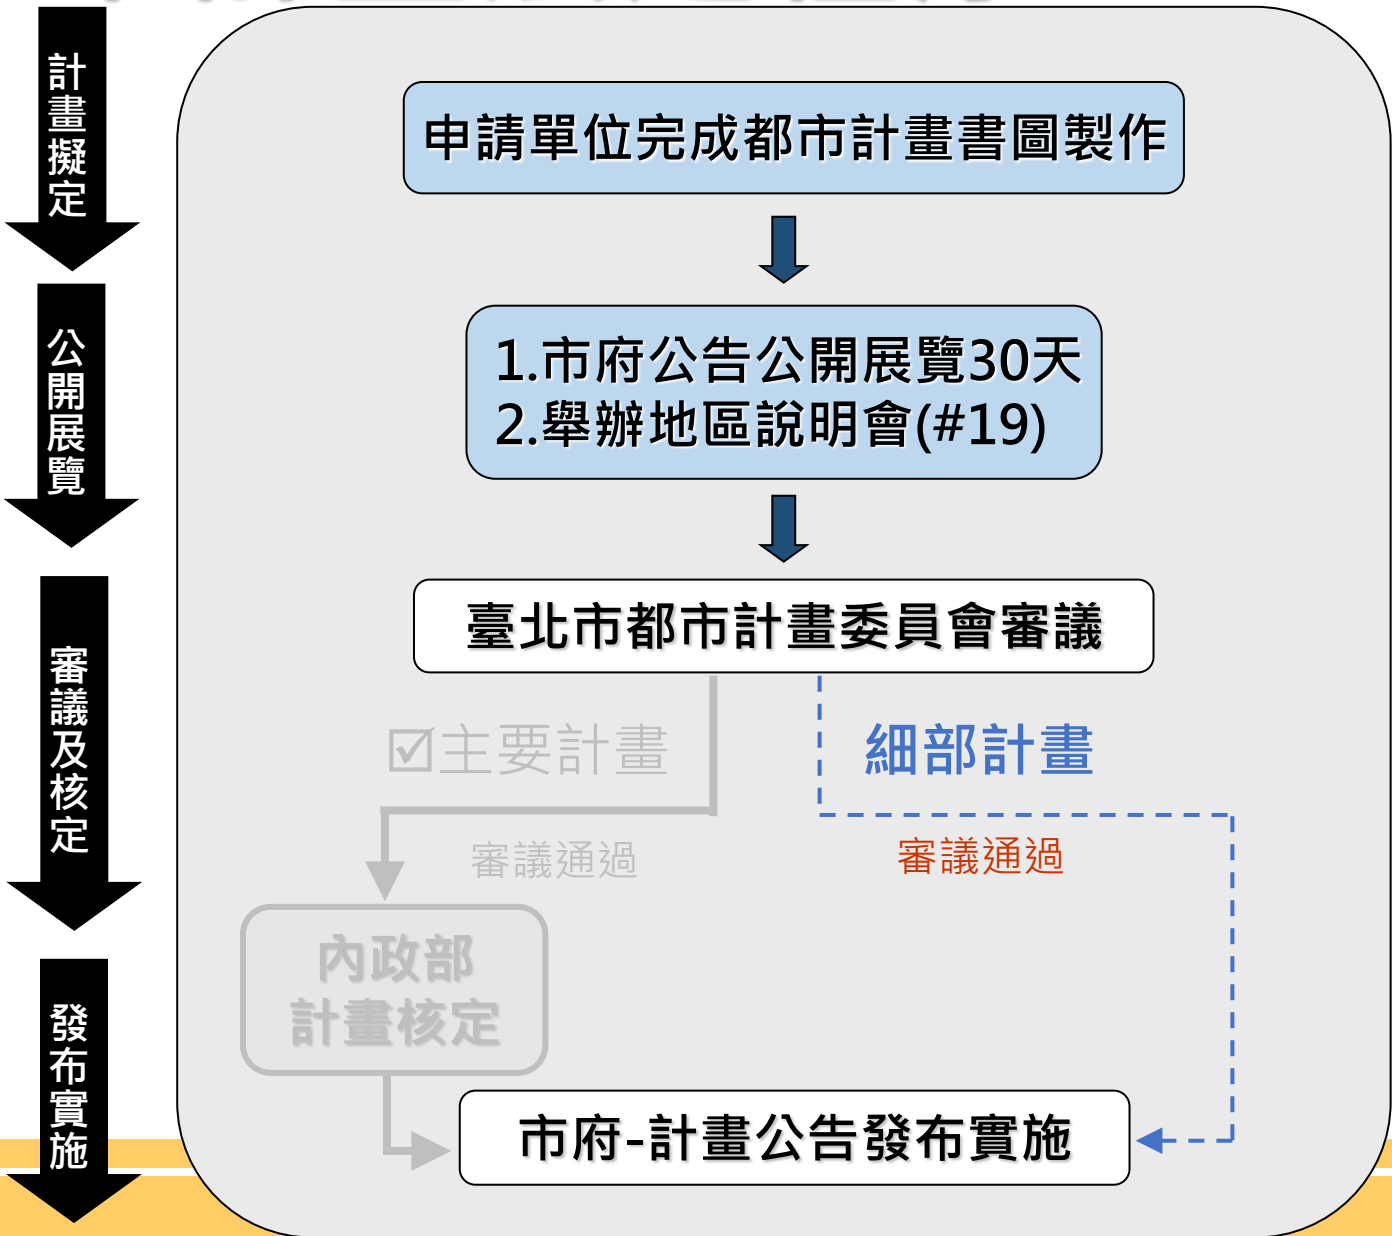 計畫擬定
申請單位完成都市計畫書圖製作
公開展覽
1.市府公告公開展覽30天
2.舉辦地區說明會(#19)
審議及核定
臺北市都市計畫委員會審議
☑主要計畫
細部計畫
審議通過
審議通過
內政部
計畫核定
發布實施
市府-計畫公告發布實施